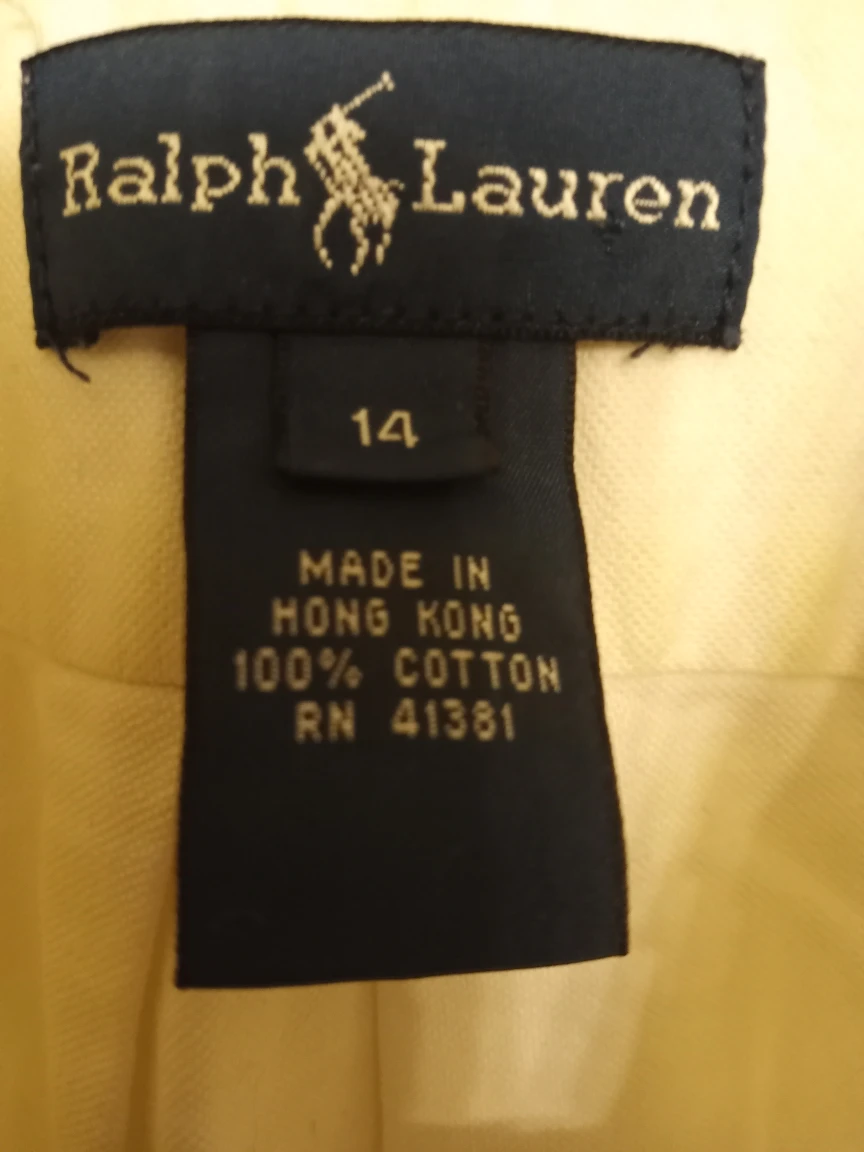 Ralph Lauren
14
MADE IN
HONG KONG
100% COTTON
RN 41381